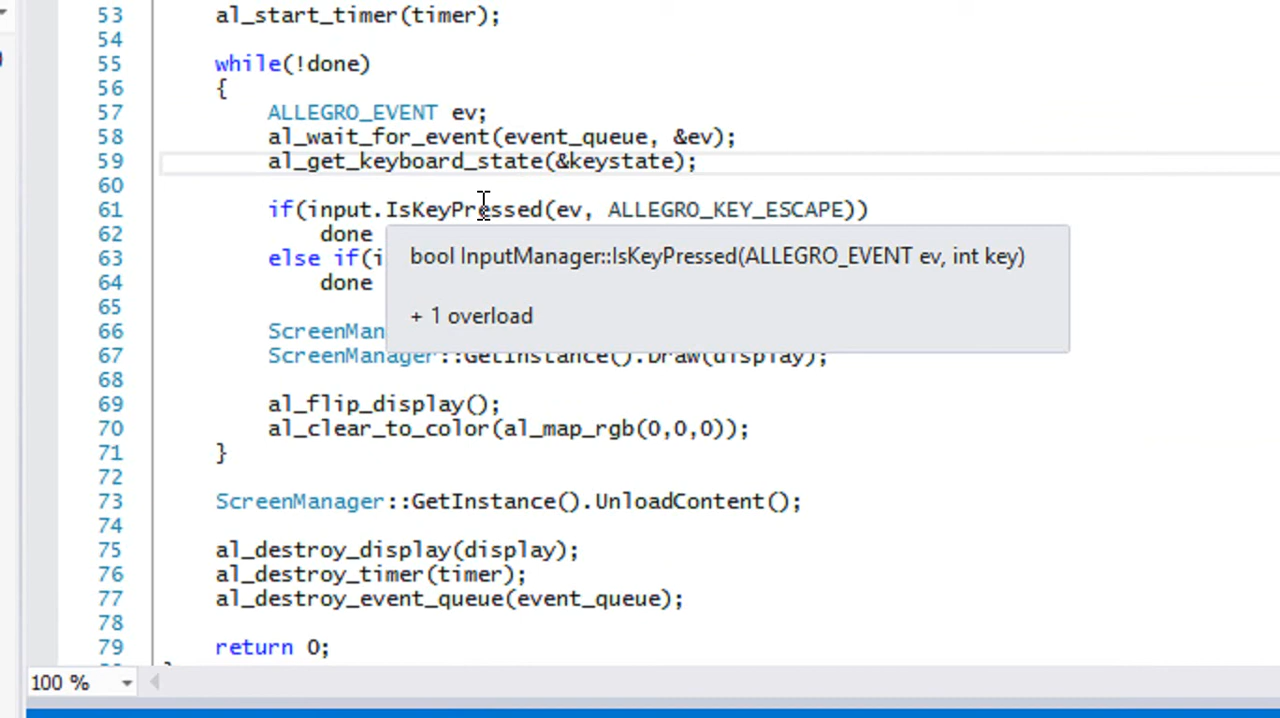 53 al_start_timer(timer);
54
55 while(!done)
56 {
57 ALLEGRO_EVENT ev;
58 al_wait_for_event(event_queue, &ev);
59 al_get_keyboard_state(&keystate);
60
61 if(input.IsKeyPressed(ev, ALLEGRO_KEY_ESCAPE))
62 done
bool InputManager::IsKeyPressed(ALLEGRO_EVENT ev, int key)
63 else if(i
64 done
+ 1 overload
65
66 ScreenMan
67 ScreenManager::GetInstance().Draw(display);
68
69 al_flip_display();
70 al_clear_to_color(al_map_rgb(0,0,0));
71 }
72
73 ScreenManager::GetInstance().UnloadContent();
74
75 al_destroy_display(display);
76 al_destroy_timer(timer);
77 al_destroy_event_queue(event_queue);
78
79 return 0;
100 %